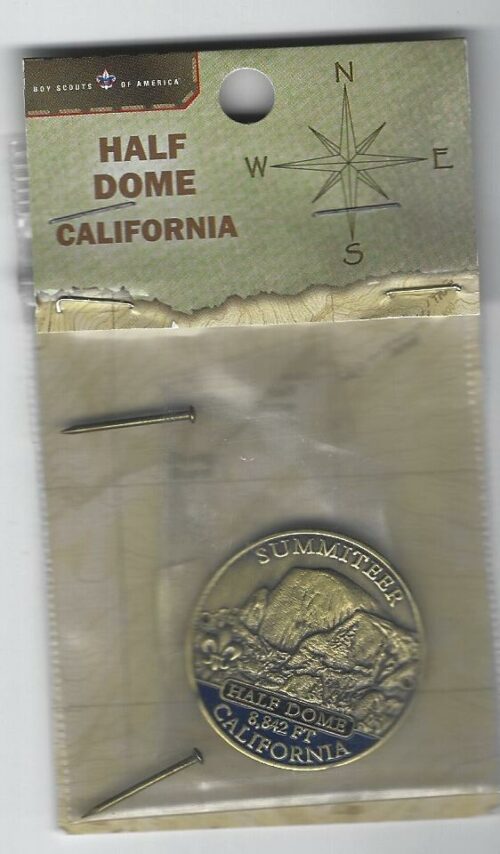 BOY SCOUTS OF AMERICA
HALF
DOME
CALIFORNIA
N
W E
S
SUMMITEER
HALF DOME
8,842 FT
CALIFORNIA